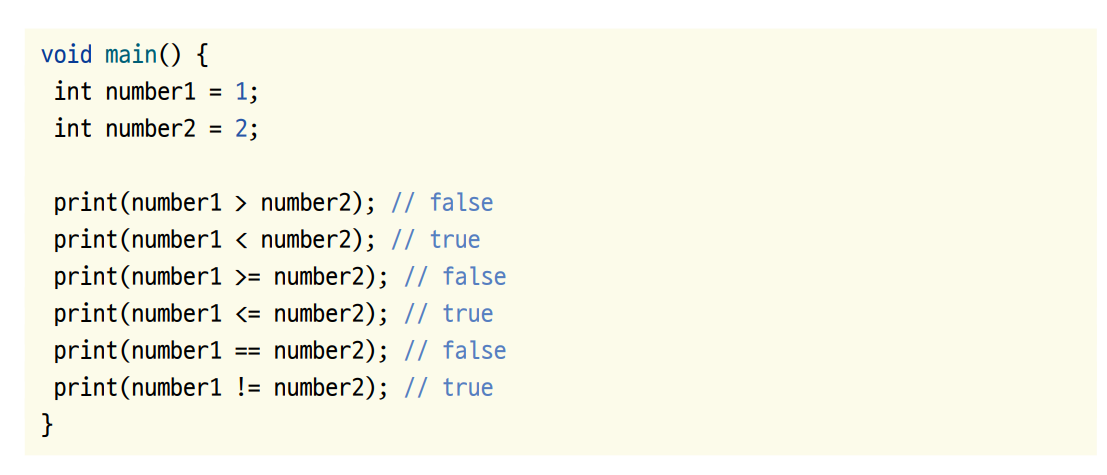 void main() {
 int number1 = 1;
 int number2 = 2;

 print(number1 > number2); // false
 print(number1 < number2); // true
 print(number1 >= number2); // false
 print(number1 <= number2); // true
 print(number1 == number2); // false
 print(number1 != number2); // true
}